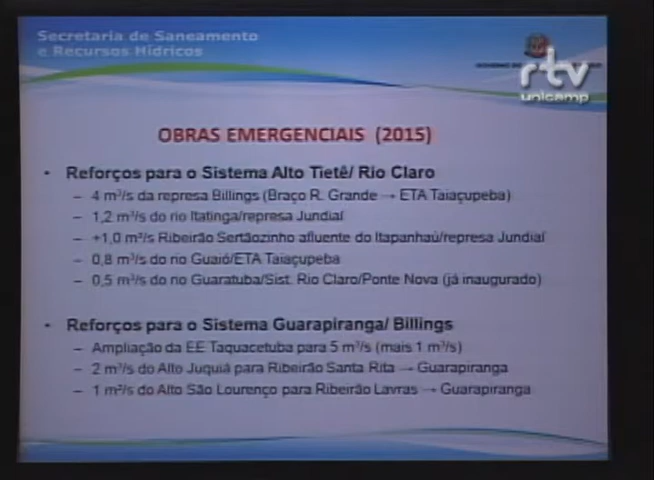 Secretaria de Saneamento
e Recursos Hídricos
rtv
unicamp
OBRAS EMERGENCIAIS (2015)
• Reforços para o Sistema Alto Tietê/ Rio Claro
– 4 m³/s da represa Billings (Braço R. Grande → ETA Taiaçupeba)
– 1,2 m³/s do rio Itatinga/represa Jundiaí
– +1,0 m³/s Ribeirão Sertãozinho afluente do Itapanhaú/represa Jundiaí
– 0,8 m³/s do rio Guaió/ETA Taiaçupeba
– 0,5 m³/s do rio Guaratuba/Sist. Rio Claro/Ponte Nova (já inaugurado)
• Reforços para o Sistema Guarapiranga/ Billings
– Ampliação da EE Taquacetuba para 5 m³/s (mais 1 m³/s)
– 2 m³/s do Alto Juquiá para Ribeirão Santa Rita → Guarapiranga
– 1 m³/s do Alto São Lourenço para Ribeirão Lavras → Guarapiranga